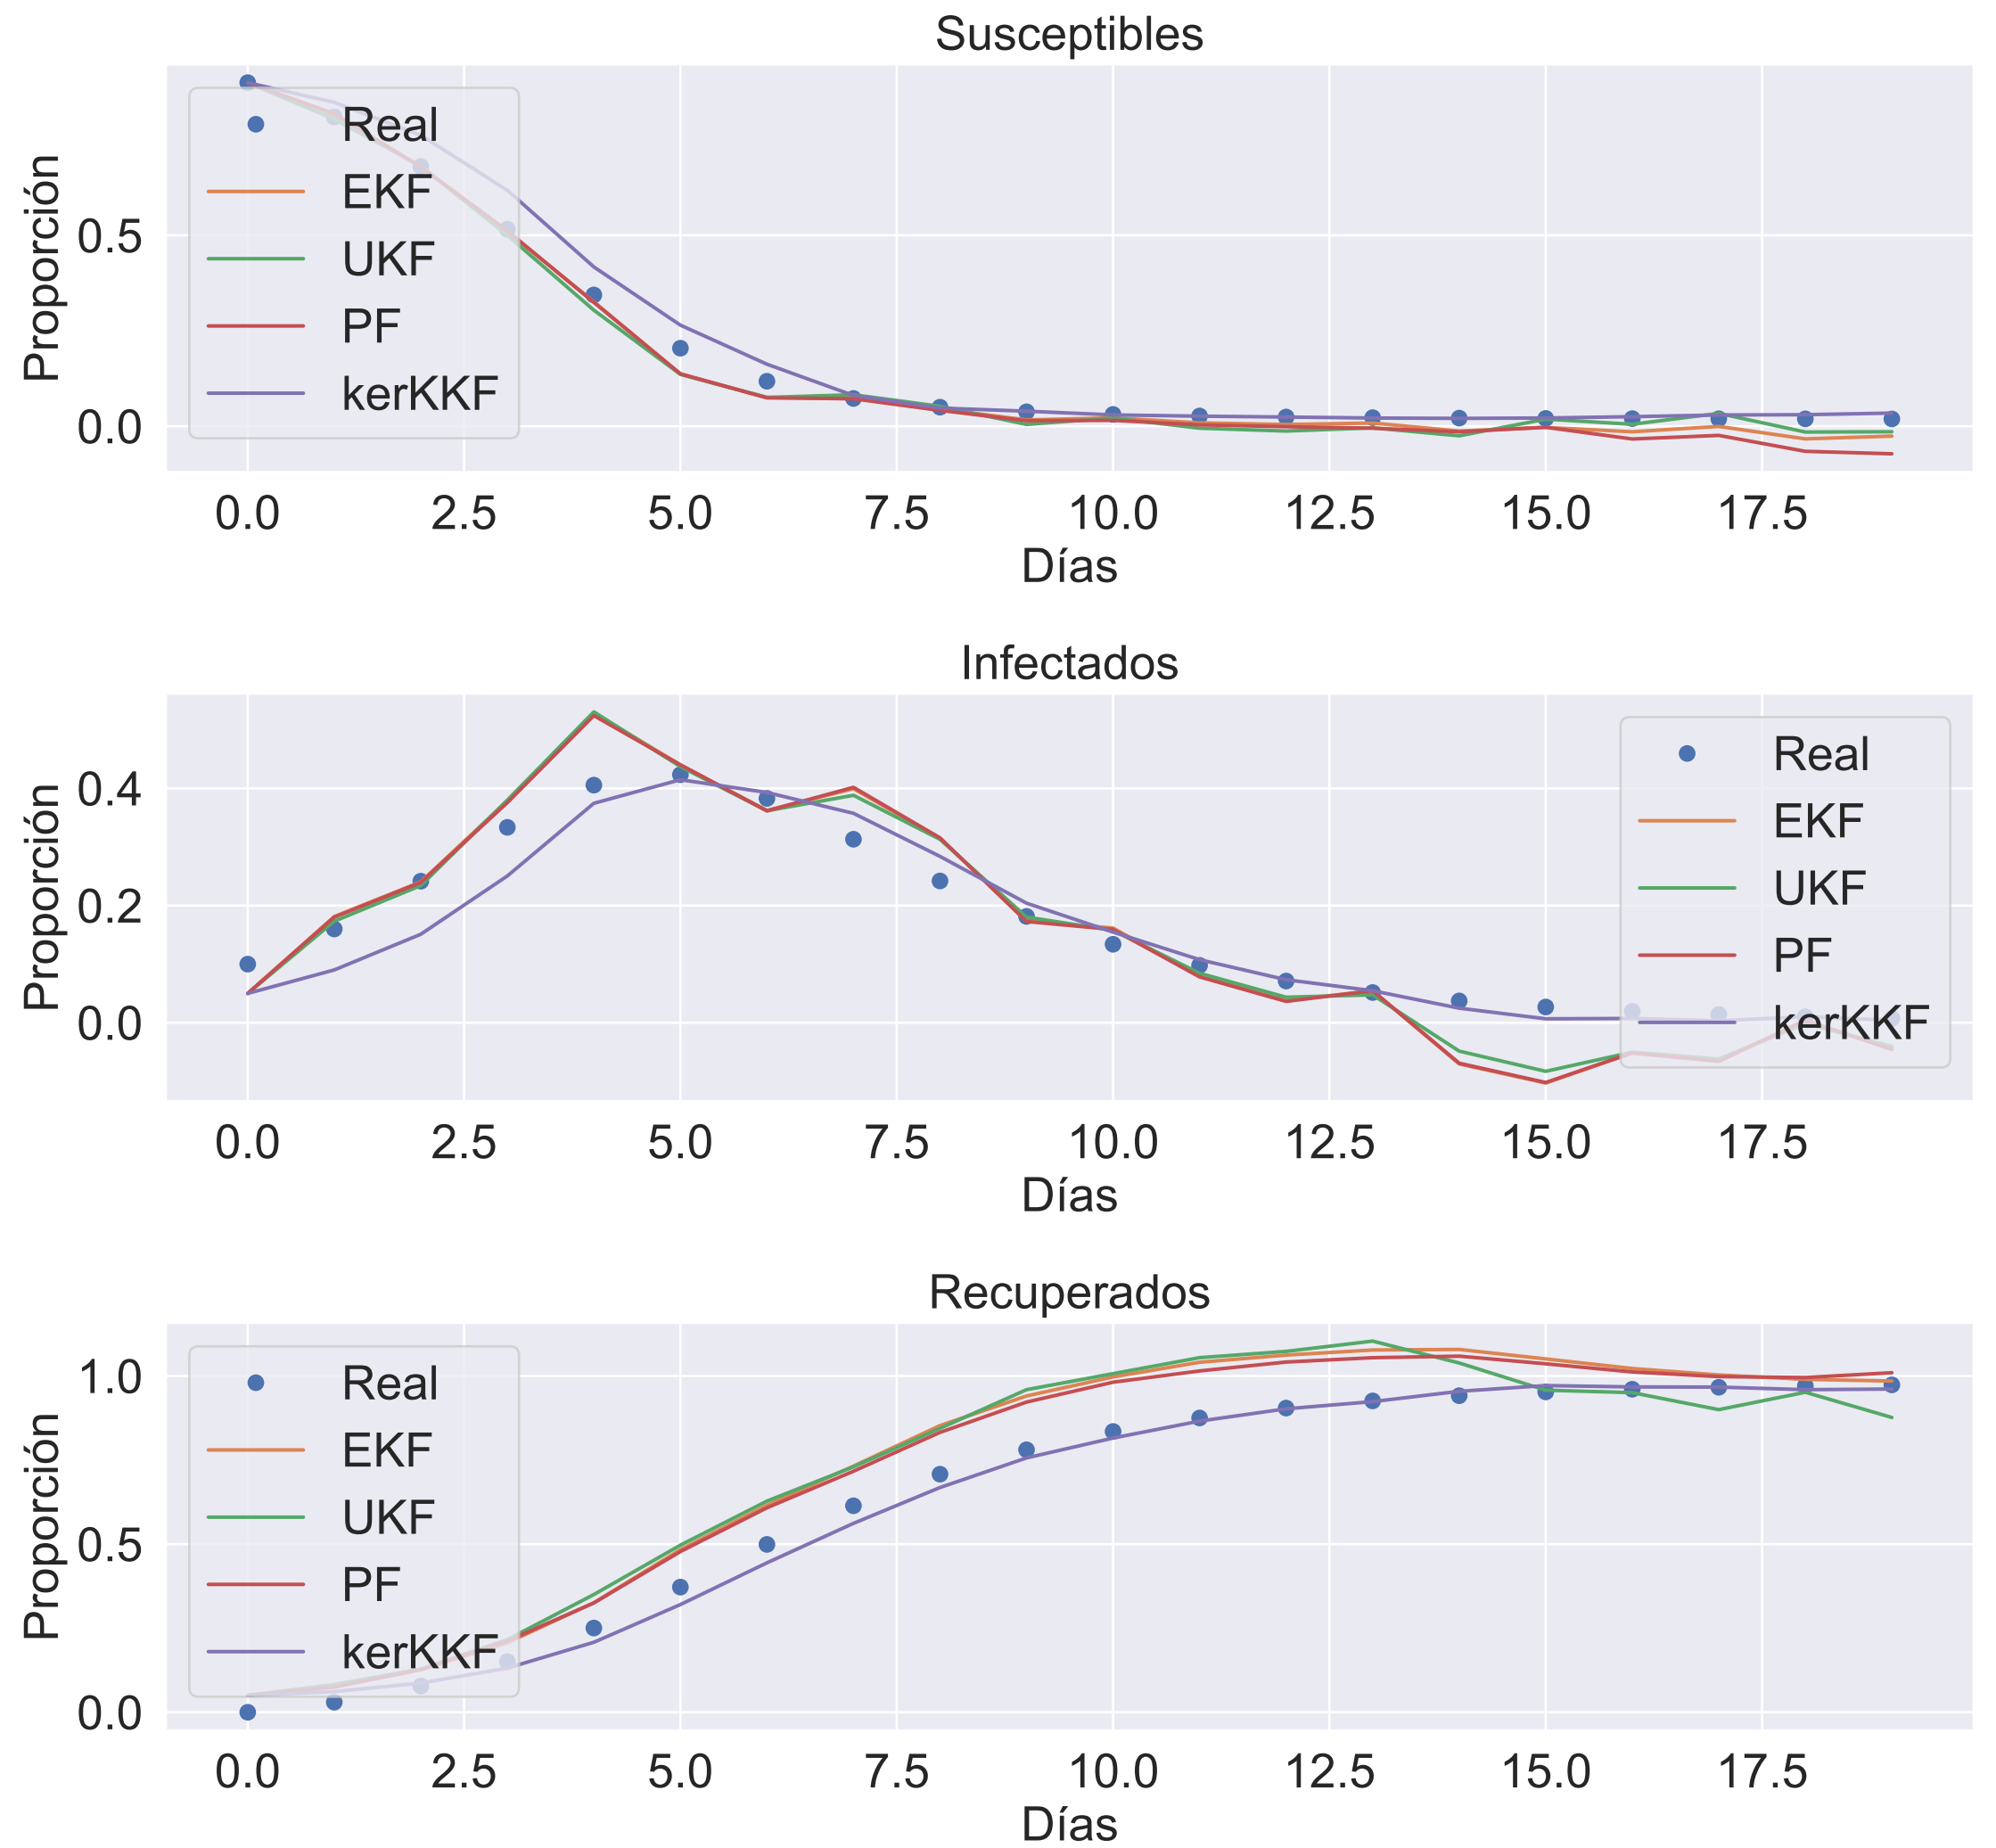 Susceptibles
Proporción
0.5
0.0
Real
EKF
UKF
PF
kerKKF
0.0 2.5 5.0 7.5 10.0 12.5 15.0 17.5
Días
Infectados
Proporción
0.4
0.2
0.0
Real
EKF
UKF
PF
kerKKF
0.0 2.5 5.0 7.5 10.0 12.5 15.0 17.5
Días
Recuperados
Proporción
1.0
0.5
0.0
Real
EKF
UKF
PF
kerKKF
0.0 2.5 5.0 7.5 10.0 12.5 15.0 17.5
Días